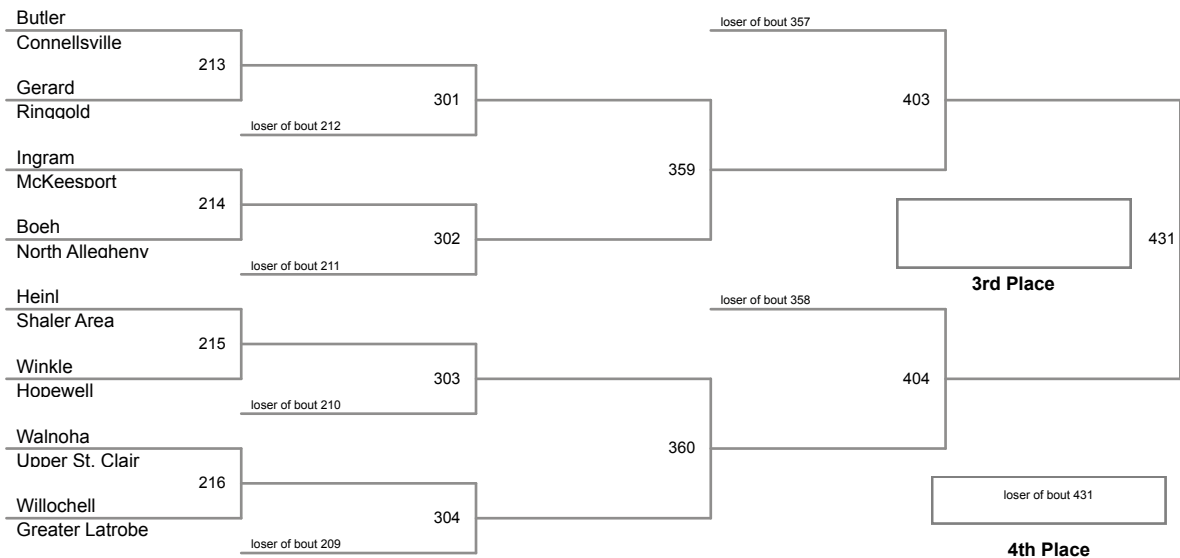 Butler
Connellsville
213
Gerard
Ringgold
301
loser of bout 212
Ingram
McKeesport
214
Boeh
North Allegheny
302
loser of bout 211
359
loser of bout 357
403
Heinl
Shaler Area
215
Winkle
Hopewell
303
loser of bout 210
Walnoha
Upper St. Clair
216
Willochell
Greater Latrobe
304
loser of bout 209
360
loser of bout 358
404
431
3rd Place
loser of bout 431
4th Place